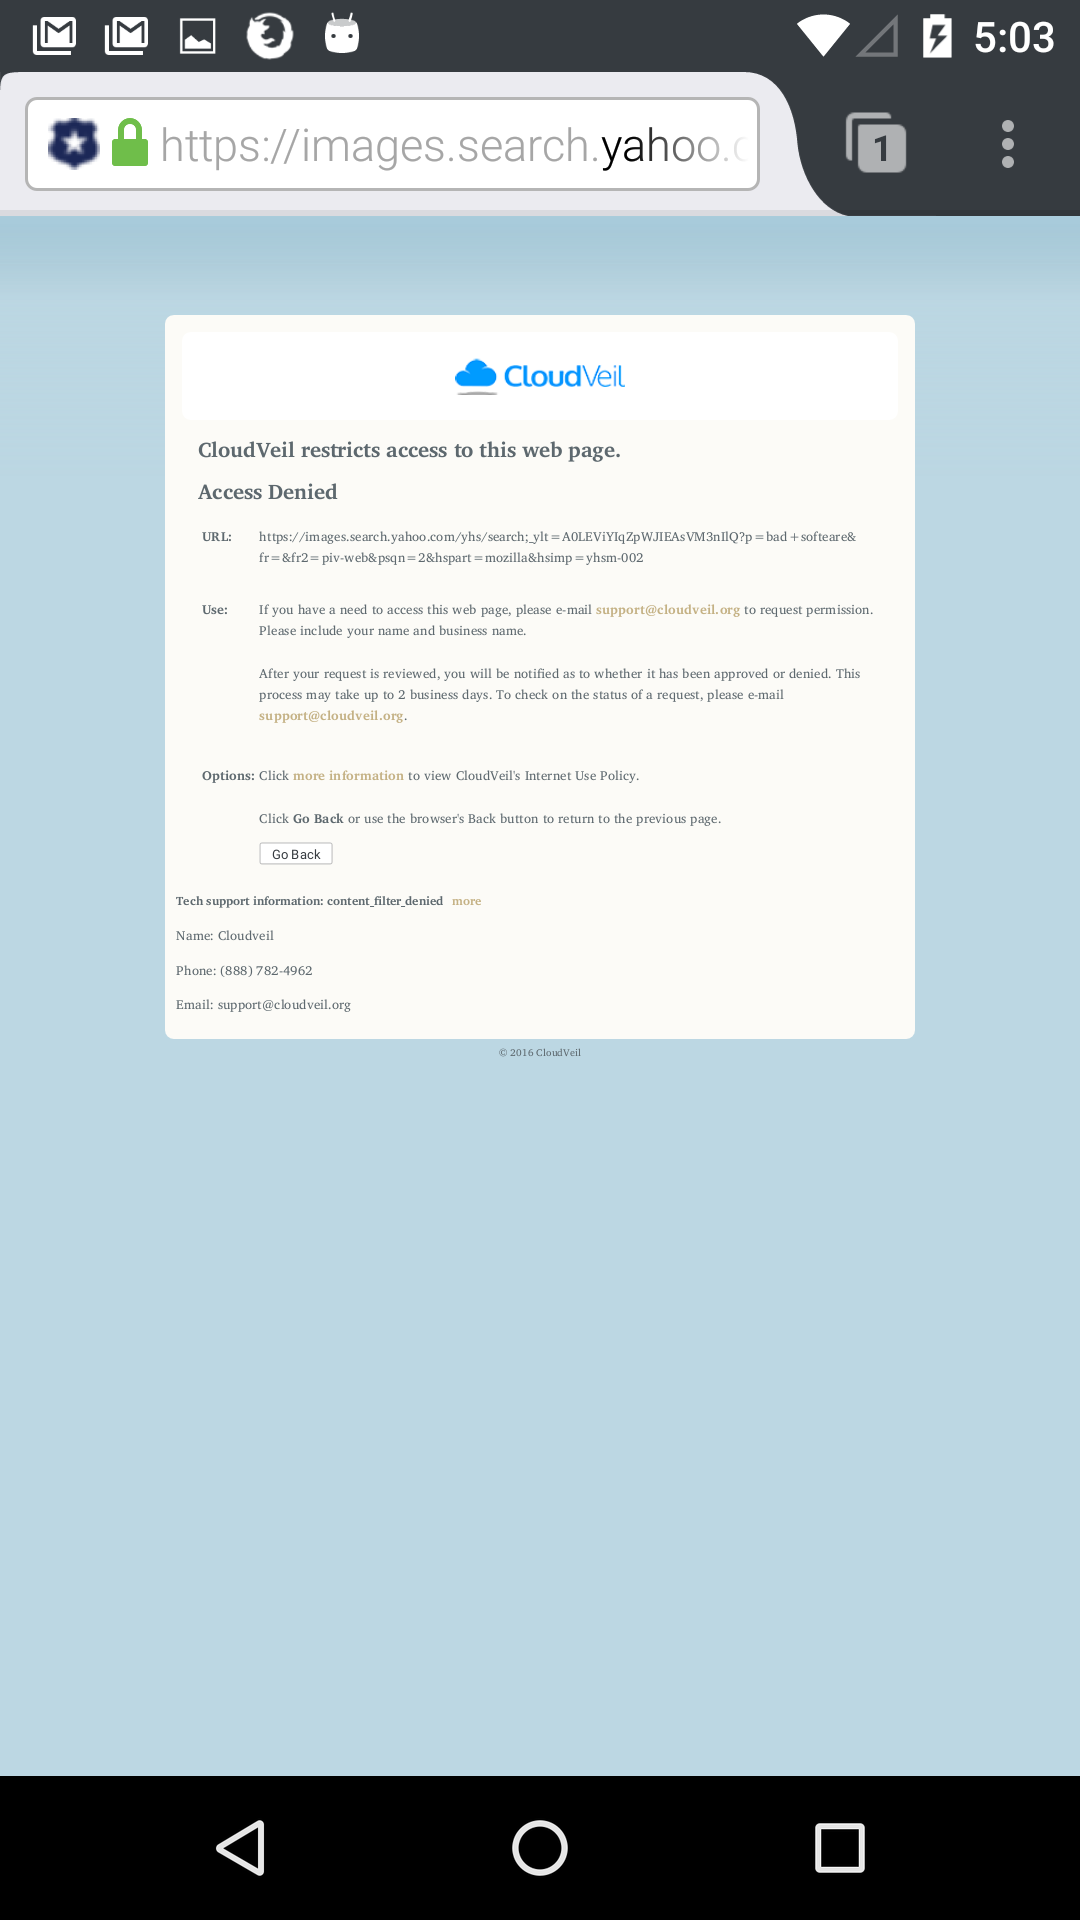 5:03
https://images.search.yahoo.c
1
CloudVeil
CloudVeil restricts access to this web page.
Access Denied
URL: https://images.search.yahoo.com/yhs/search;_ylt=A0LEViYIqZpWJIEAsVM3nIlQ?p=bad+softeare&
fr=&fr2=piv-web&psqn=2&hspart=mozilla&hsimp=yhsm-002
Use: If you have a need to access this web page, please e-mail support@cloudveil.org to request permission.
Please include your name and business name.
After your request is reviewed, you will be notified as to whether it has been approved or denied. This
process may take up to 2 business days. To check on the status of a request, please e-mail
support@cloudveil.org.
Options: Click more information to view CloudVeil's Internet Use Policy.
Click Go Back or use the browser's Back button to return to the previous page.
Go Back
Tech support information: content_filter_denied more
Name: Cloudveil
Phone: (888) 782-4962
Email: support@cloudveil.org
© 2016 CloudVeil